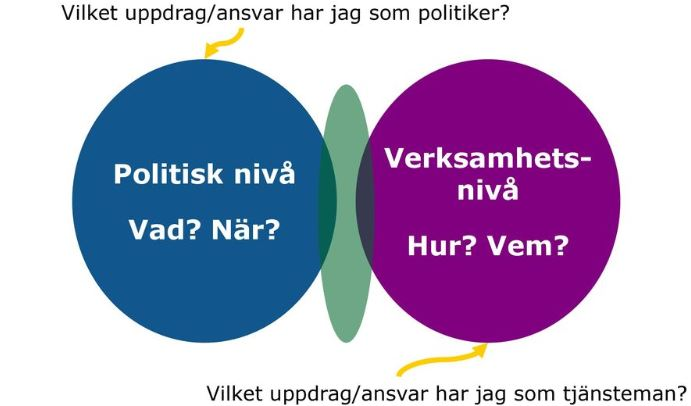 Vilket uppdrag/ansvar har jag som politiker?
Politisk nivå
Vad? När?
Verksamhets-
nivå
Hur? Vem?
Vilket uppdrag/ansvar har jag som tjänsteman?